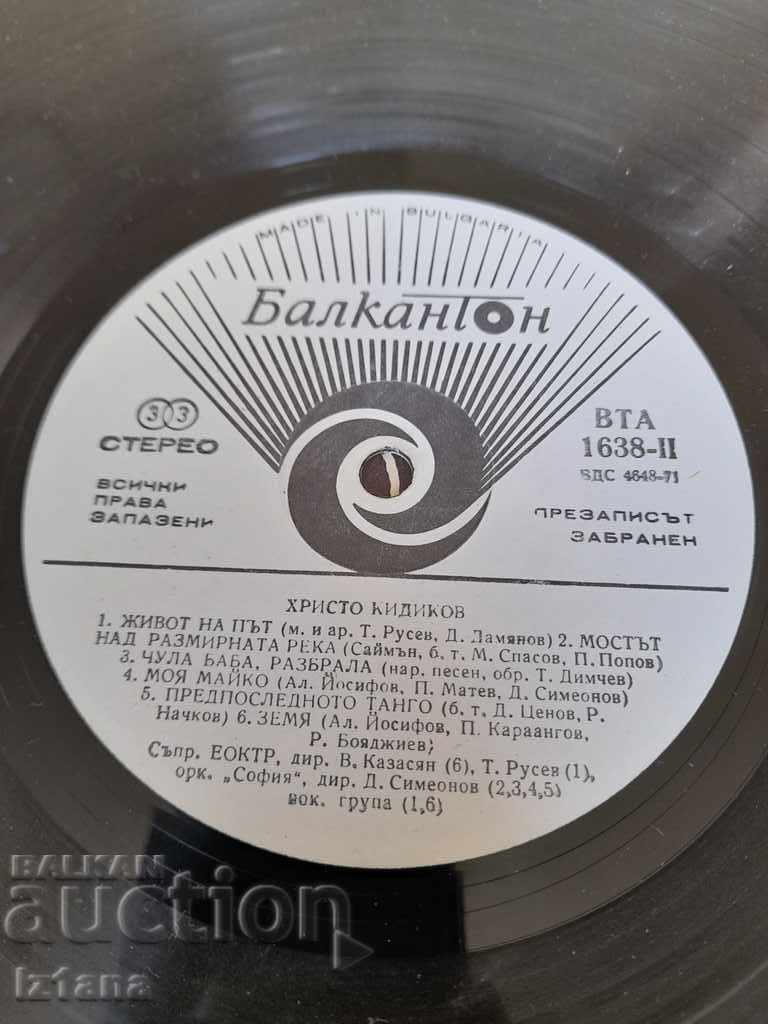 MADE IN BULGARIA
Балкантон
33
СТЕРЕО
ВСИЧКИ
ПРАВА
ЗАПАЗЕНИ
ВТА
1638-II
БДС 4648-71
ПРЕЗАПИСЪТ
ЗАБРАНЕН
ХРИСТО КИДИКОВ
1. ЖИВОТ НА ПЪТ (м. и ар. Т. Русев, Д. Дамянов) 2. МОСТЪТ
НАД РАЗМИРНАТА РЕКА (Саймън, б. т. М. Спасов, П. Попов)
3. ЧУЛА БАБА, РАЗБРАЛА (нар. песен, обр. Т. Димчев)
4. МОЯ МАЙКО (Ал. Йосифов, П. Матев, Д. Симеонов)
5. ПРЕДПОСЛЕДНОТО ТАНГО (б. т. Д. Ценов, Р.
Начков) 6. ЗЕМЯ (Ал. Йосифов, П. Караангов,
Р. Бояджиев)
Съпр. ЕОКТР, дир. В. Казасян (6), Т. Русев (1),
орк. „София“, дир. Д. Симеонов (2,3,4,5)
вок. група (1,6)
BALKAN
auction
iz1ana